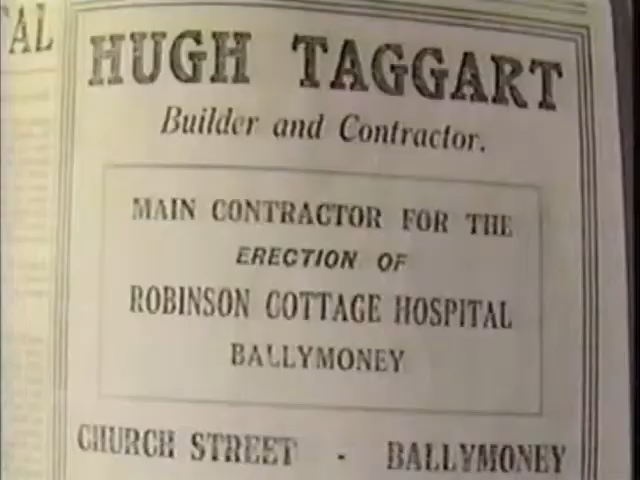 AL
HUGH TAGGART
Builder and Contractor.
MAIN CONTRACTOR FOR THE
ERECTION OF
ROBINSON COTTAGE HOSPITAL
BALLYMONEY
CHURCH STREET - BALLYMONEY